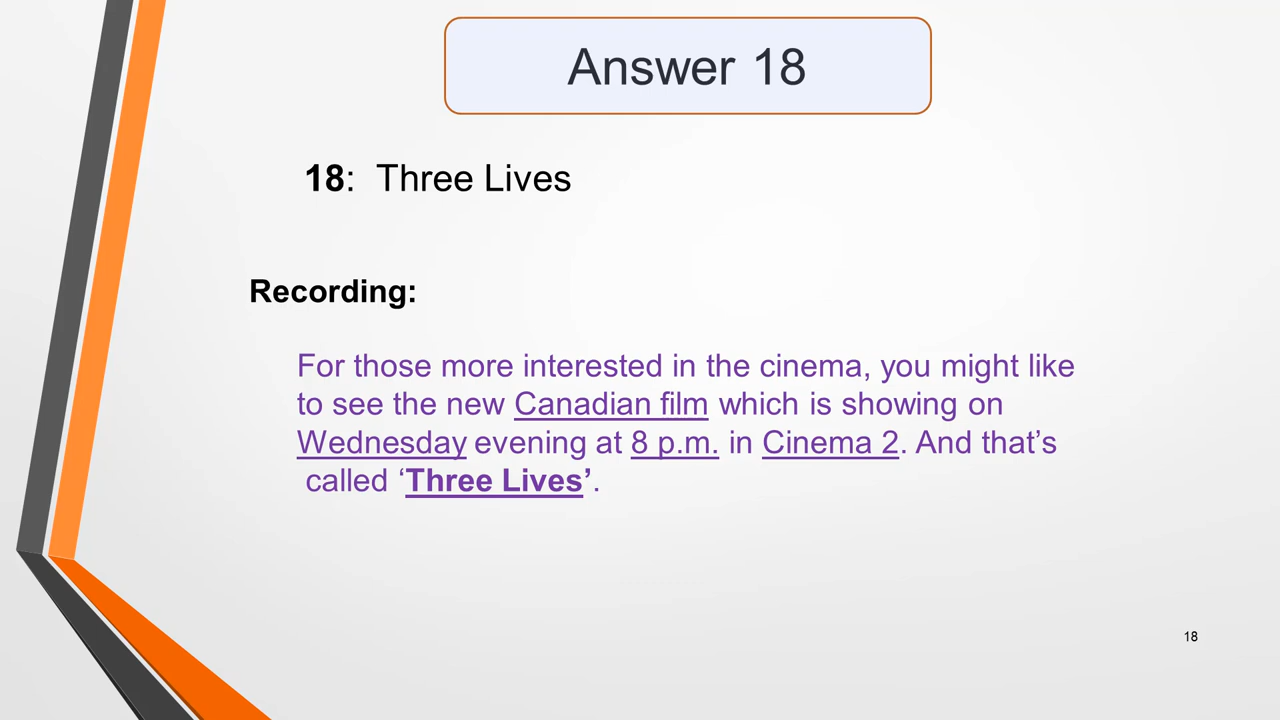 Answer 18
18: Three Lives
Recording:
For those more interested in the cinema, you might like
to see the new Canadian film which is showing on
Wednesday evening at 8 p.m. in Cinema 2. And that’s
called ‘Three Lives’.
18